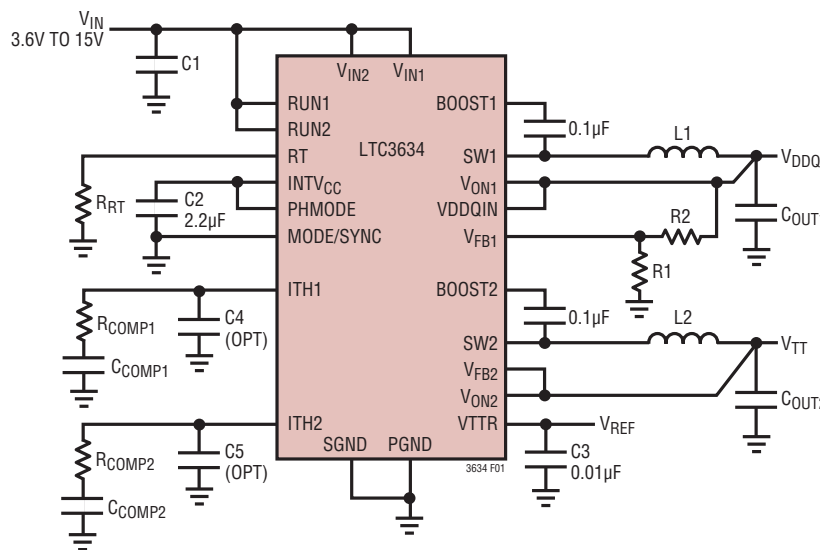 VIN
3.6V TO 15V
C1
VIN2
VIN1
RUN1
RUN2
RT
INTVCC
PHMODE
MODE/SYNC
ITH1
ITH2
SGND
PGND
LTC3634
BOOST1
SW1
VON1
VDDQIN
VFB1
BOOST2
SW2
VFB2
VON2
VTTR
RRT
C2
2.2µF
RCOMP1
CCOMP1
C4
(OPT)
RCOMP2
CCOMP2
C5
(OPT)
0.1µF
L1
VDDQ
COUT
R2
R1
0.1µF
L2
VTT
COUT2
VREF
C3
0.01µF
3634 F01